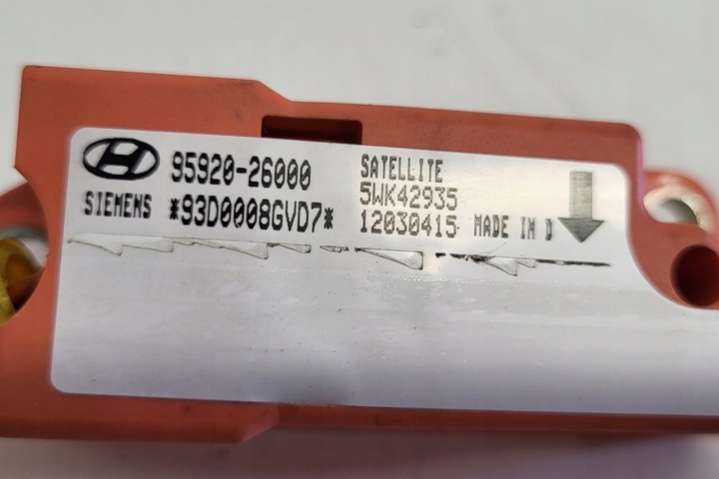 95920-26000
SIEMENS *93D0008GVD7*
SATELLITE
5WK42935
12030415 MADE IN D